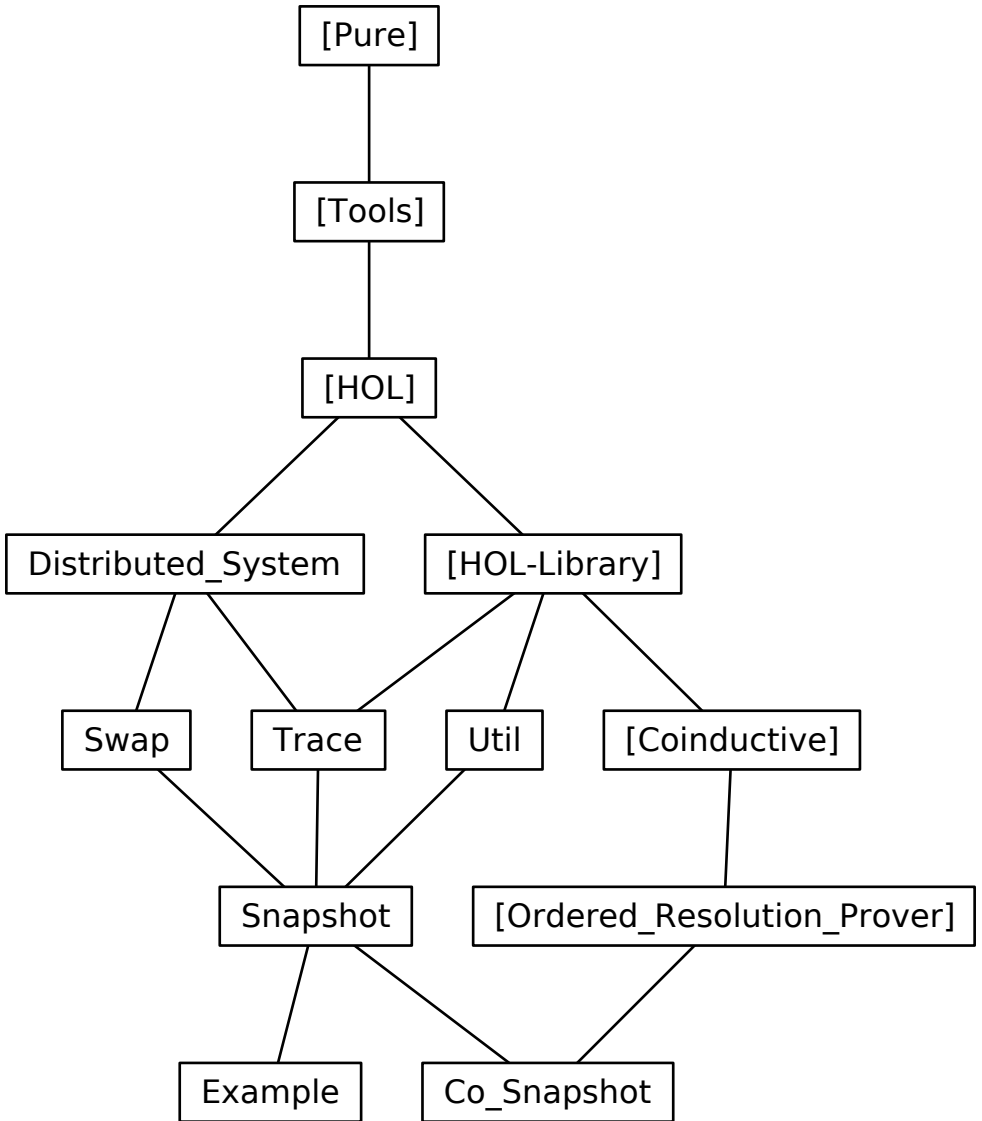 [Pure]
[Tools]
[HOL]
Distributed_System
[HOL-Library]
Swap
Trace
Util
[Coinductive]
Snapshot
[Ordered_Resolution_Prover]
Example
Co_Snapshot